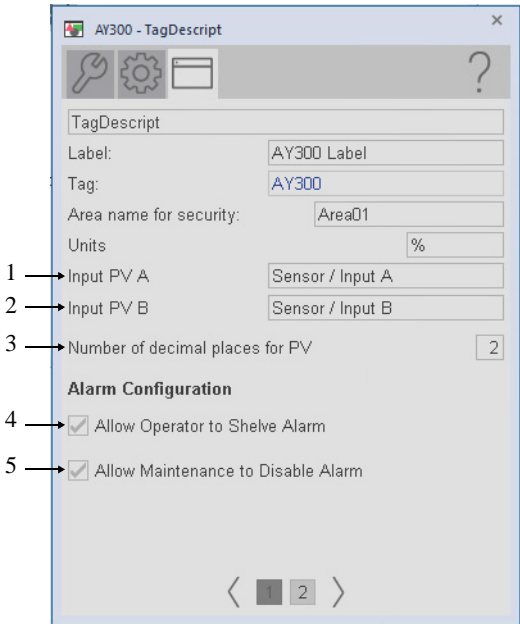 AY300 - TagDescript
TagDescript
Label: AY300 Label
Tag: AY300
Area name for security: Area01
Units %
1 Input PV A Sensor / Input A
2 Input PV B Sensor / Input B
3 Number of decimal places for PV 2
Alarm Configuration
4 Allow Operator to Shelve Alarm
5 Allow Maintenance to Disable Alarm
1 2